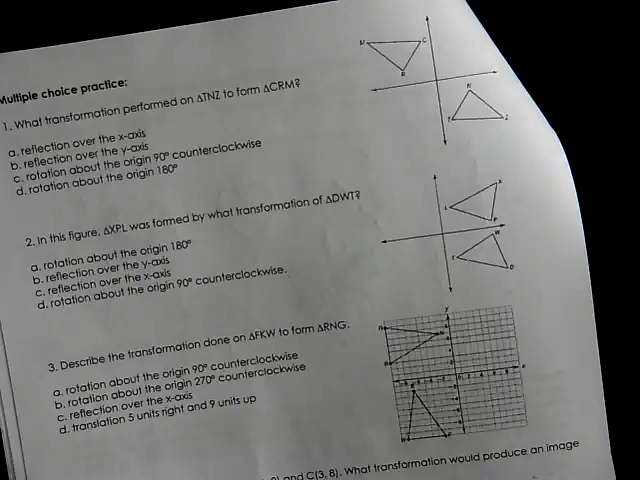 Multiple choice practice:
1. What transformation performed on ΔTNZ to form ΔCRM?
a. reflection over the x-axis
b. reflection over the y-axis
c. rotation about the origin 90° counterclockwise
d. rotation about the origin 180°
M C
R
N
T Z
2. In this figure, ΔXPL was formed by what transformation of ΔDWT?
a. rotation about the origin 180°
b. reflection over the y-axis
c. reflection over the x-axis
d. rotation about the origin 90° counterclockwise.
X
L
P
W
T
D
3. Describe the transformation done on ΔFKW to form ΔRNG.
a. rotation about the origin 90° counterclockwise
b. rotation about the origin 270° counterclockwise
c. reflection over the x-axis
d. translation 5 units right and 9 units up
y
x
and C(3, 8). What transformation would produce an image